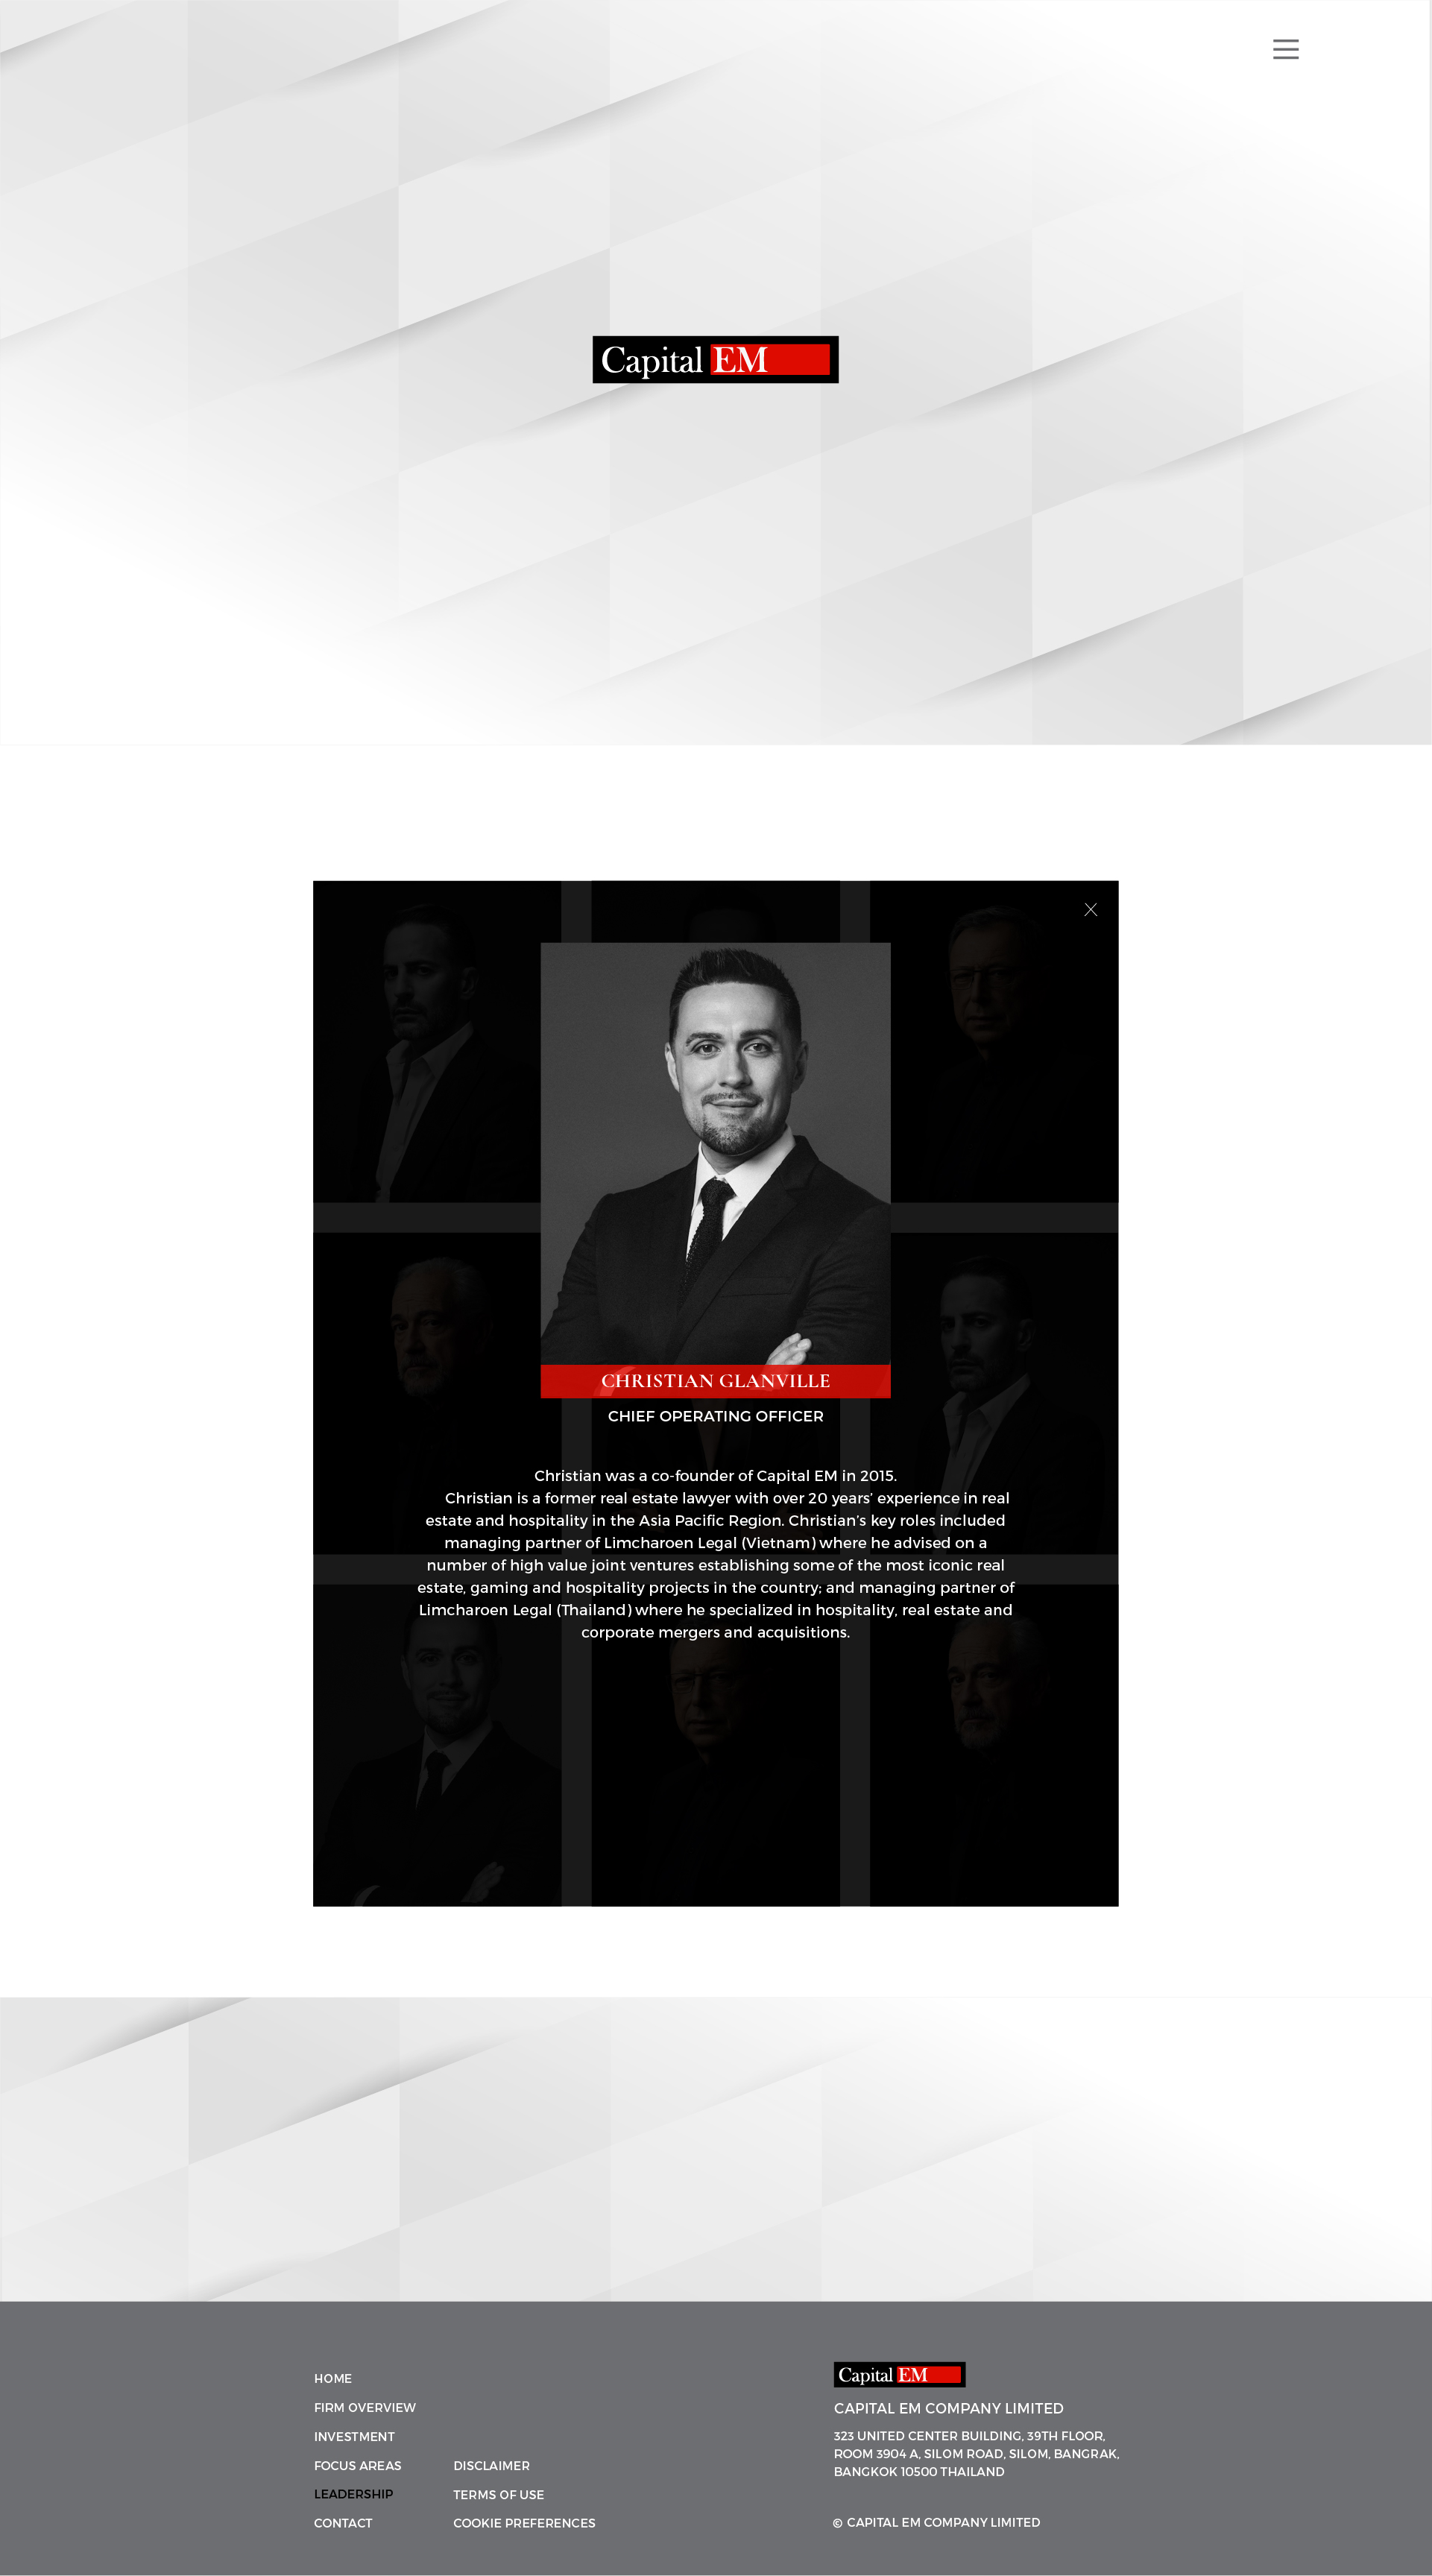 Capital EM
CHRISTIAN GLANVILLE
CHIEF OPERATING OFFICER
Christian was a co-founder of Capital EM in 2015.
Christian is a former real estate lawyer with over 20 years' experience in real
estate and hospitality in the Asia Pacific Region. Christian's key roles included
managing partner of Limcharoen Legal (Vietnam) where he advised on a
number of high value joint ventures establishing some of the most iconic real
estate, gaming and hospitality projects in the country; and managing partner of
Limcharoen Legal (Thailand) where he specialized in hospitality, real estate and
corporate mergers and acquisitions.
HOME
FIRM OVERVIEW
INVESTMENT
FOCUS AREAS
LEADERSHIP
CONTACT
DISCLAIMER
TERMS OF USE
COOKIE PREFERENCES
Capital EM
CAPITAL EM COMPANY LIMITED
323 UNITED CENTER BUILDING, 39TH FLOOR,
ROOM 3904 A, SILOM ROAD, SILOM, BANGRAK,
BANGKOK 10500 THAILAND
© CAPITAL EM COMPANY LIMITED